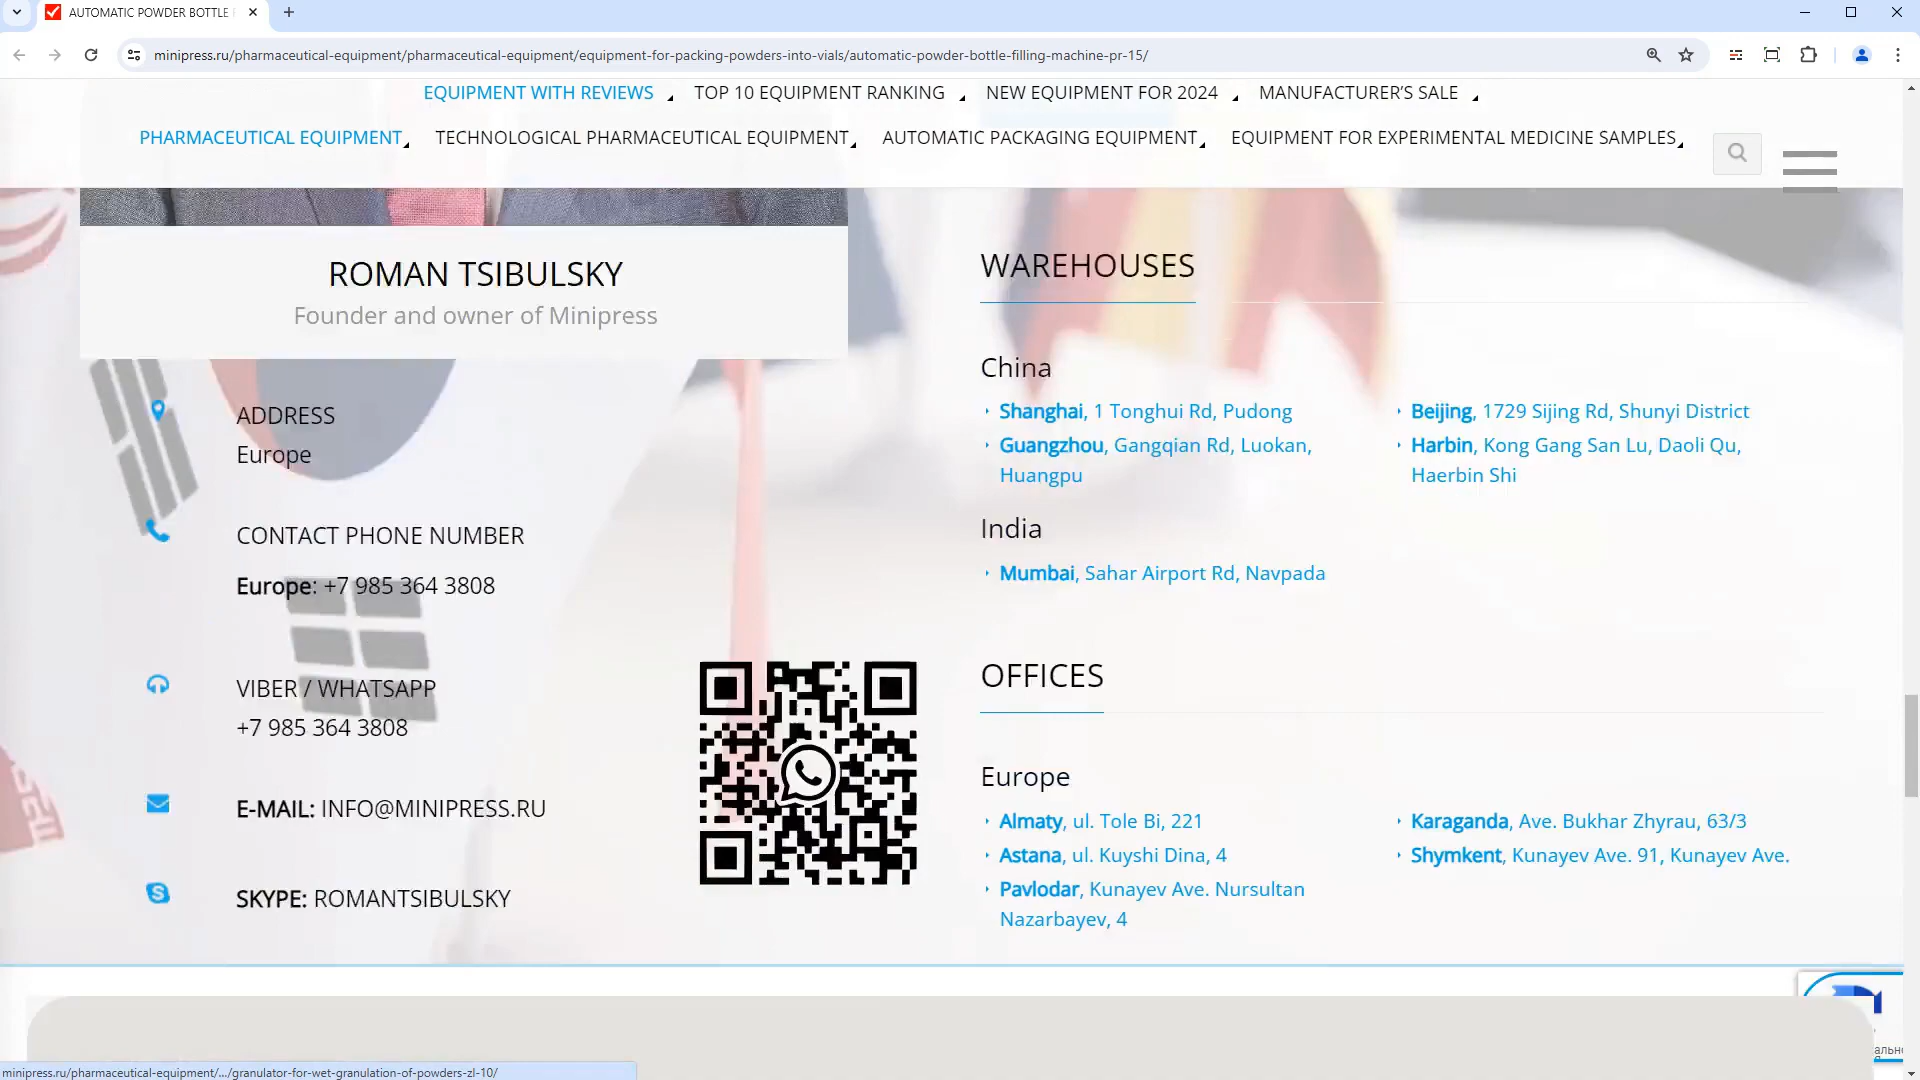 AUTOMATIC POWDER BOTTLE F
minipress.ru/pharmaceutical-equipment/pharmaceutical-equipment/equipment-for-packing-powders-into-vials/automatic-powder-bottle-filling-machine-pr-15/
EQUIPMENT WITH REVIEWS TOP 10 EQUIPMENT RANKING NEW EQUIPMENT FOR 2024 MANUFACTURER'S SALE
PHARMACEUTICAL EQUIPMENT TECHNOLOGICAL PHARMACEUTICAL EQUIPMENT AUTOMATIC PACKAGING EQUIPMENT EQUIPMENT FOR EXPERIMENTAL MEDICINE SAMPLES
ROMAN TSIBULSKY
Founder and owner of Minipress
ADDRESS
Europe
CONTACT PHONE NUMBER
Europe: +7 985 364 3808
VIBER / WHATSAPP
+7 985 364 3808
E-MAIL: INFO@MINIPRESS.RU
SKYPE: ROMANTSIBULSKY
WAREHOUSES
China
Shanghai, 1 Tonghui Rd, Pudong
Guangzhou, Gangqian Rd, Luokan,
Huangpu
Beijing, 1729 Sijing Rd, Shunyi District
Harbin, Kong Gang San Lu, Daoli Qu,
Haerbin Shi
India
Mumbai, Sahar Airport Rd, Navpada
OFFICES
Europe
Almaty, ul. Tole Bi, 221
Astana, ul. Kuyshi Dina, 4
Pavlodar, Kunayev Ave. Nursultan
Nazarbayev, 4
Karaganda, Ave. Bukhar Zhyrau, 63/3
Shymkent, Kunayev Ave. 91, Kunayev Ave.
minipress.ru/pharmaceutical-equipment/.../granulator-for-wet-granulation-of-powders-zl-10/